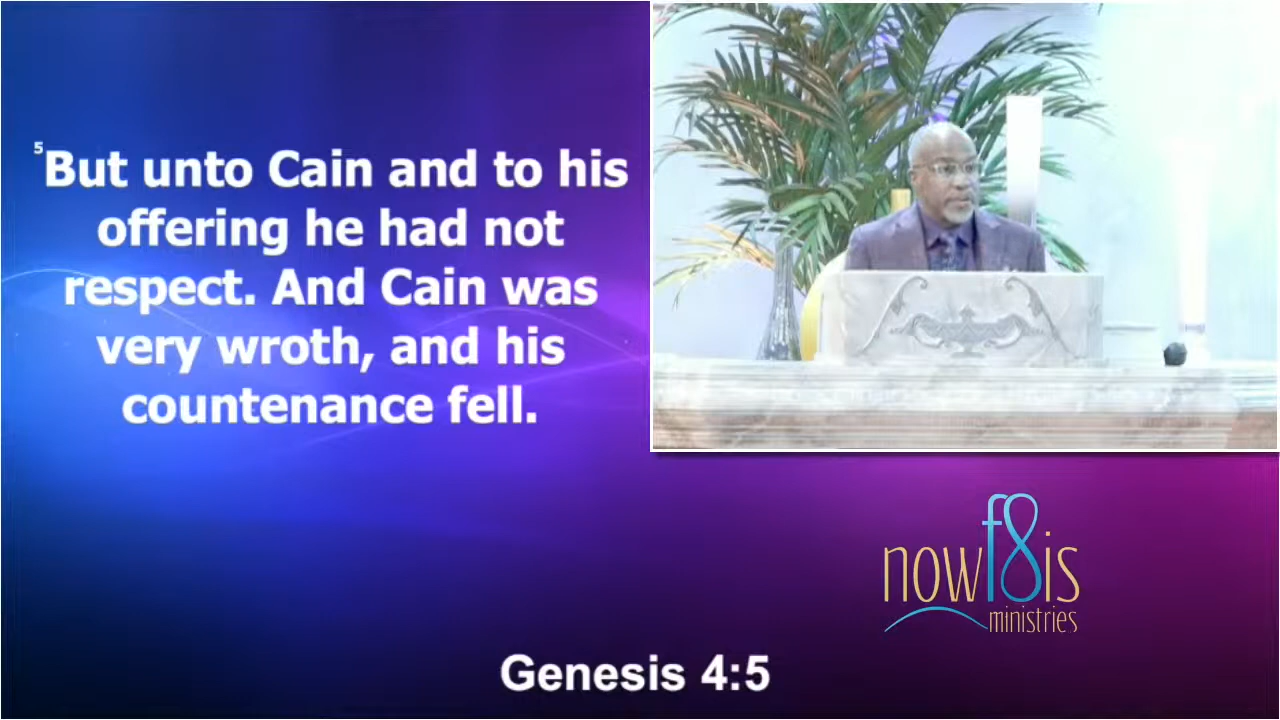 5But unto Cain and to his
offering he had not
respect. And Cain was
very wroth, and his
countenance fell.
nowf8is
ministries
Genesis 4:5